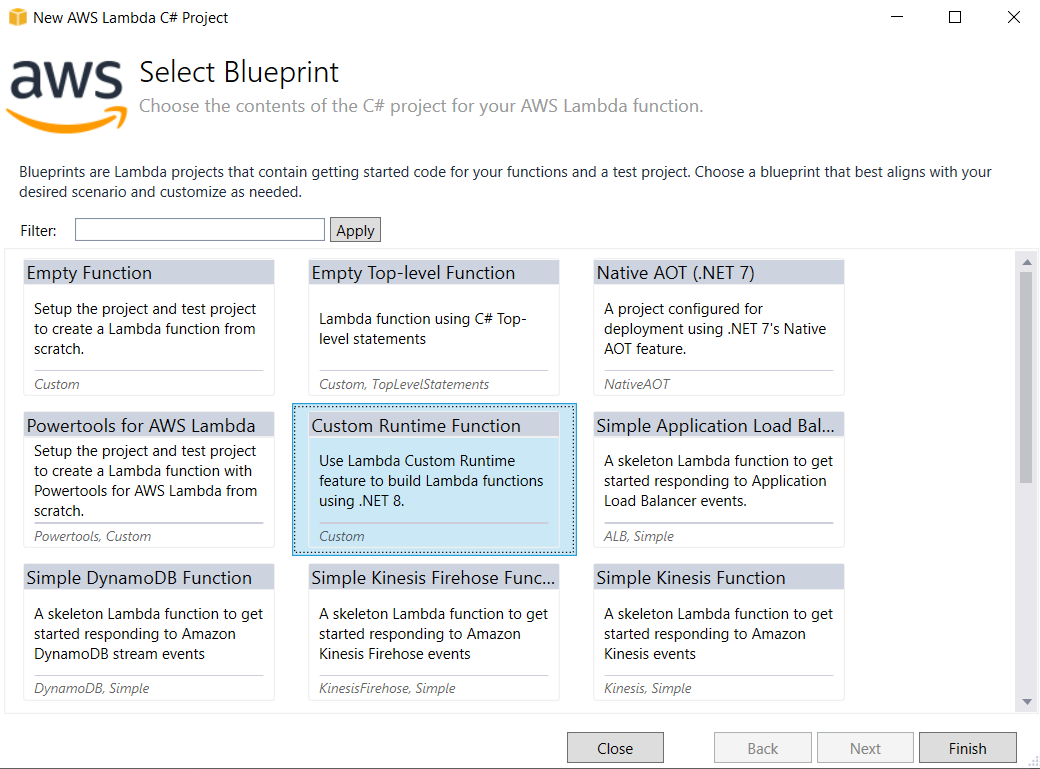 New AWS Lambda C# Project
aws
Select Blueprint
Choose the contents of the C# project for your AWS Lambda function.
Blueprints are Lambda projects that contain getting started code for your functions and a test project. Choose a blueprint that best aligns with your
desired scenario and customize as needed.
Filter:
Apply
Empty Function
Setup the project and test project
to create a Lambda function from
scratch.
Custom
Empty Top-level Function
Lambda function using C# Top-
level statements
Custom, TopLevelStatements
Native AOT (.NET 7)
A project configured for
deployment using .NET 7's Native
AOT feature.
NativeAOT
Powertools for AWS Lambda
Setup the project and test project
to create a Lambda function with
Powertools for AWS Lambda from
scratch.
Powertools, Custom
Custom Runtime Function
Use Lambda Custom Runtime
feature to build Lambda functions
using .NET 8.
Custom
Simple Application Load Bal...
A skeleton Lambda function to get
started responding to Application
Load Balancer events.
ALB, Simple
Simple DynamoDB Function
A skeleton Lambda function to get
started responding to Amazon
DynamoDB stream events
DynamoDB, Simple
Simple Kinesis Firehose Func...
A skeleton Lambda function to get
started responding to Amazon
Kinesis Firehose events
KinesisFirehose, Simple
Simple Kinesis Function
A skeleton Lambda function to get
started responding to Amazon
Kinesis events
Kinesis, Simple
Close
Back
Next
Finish